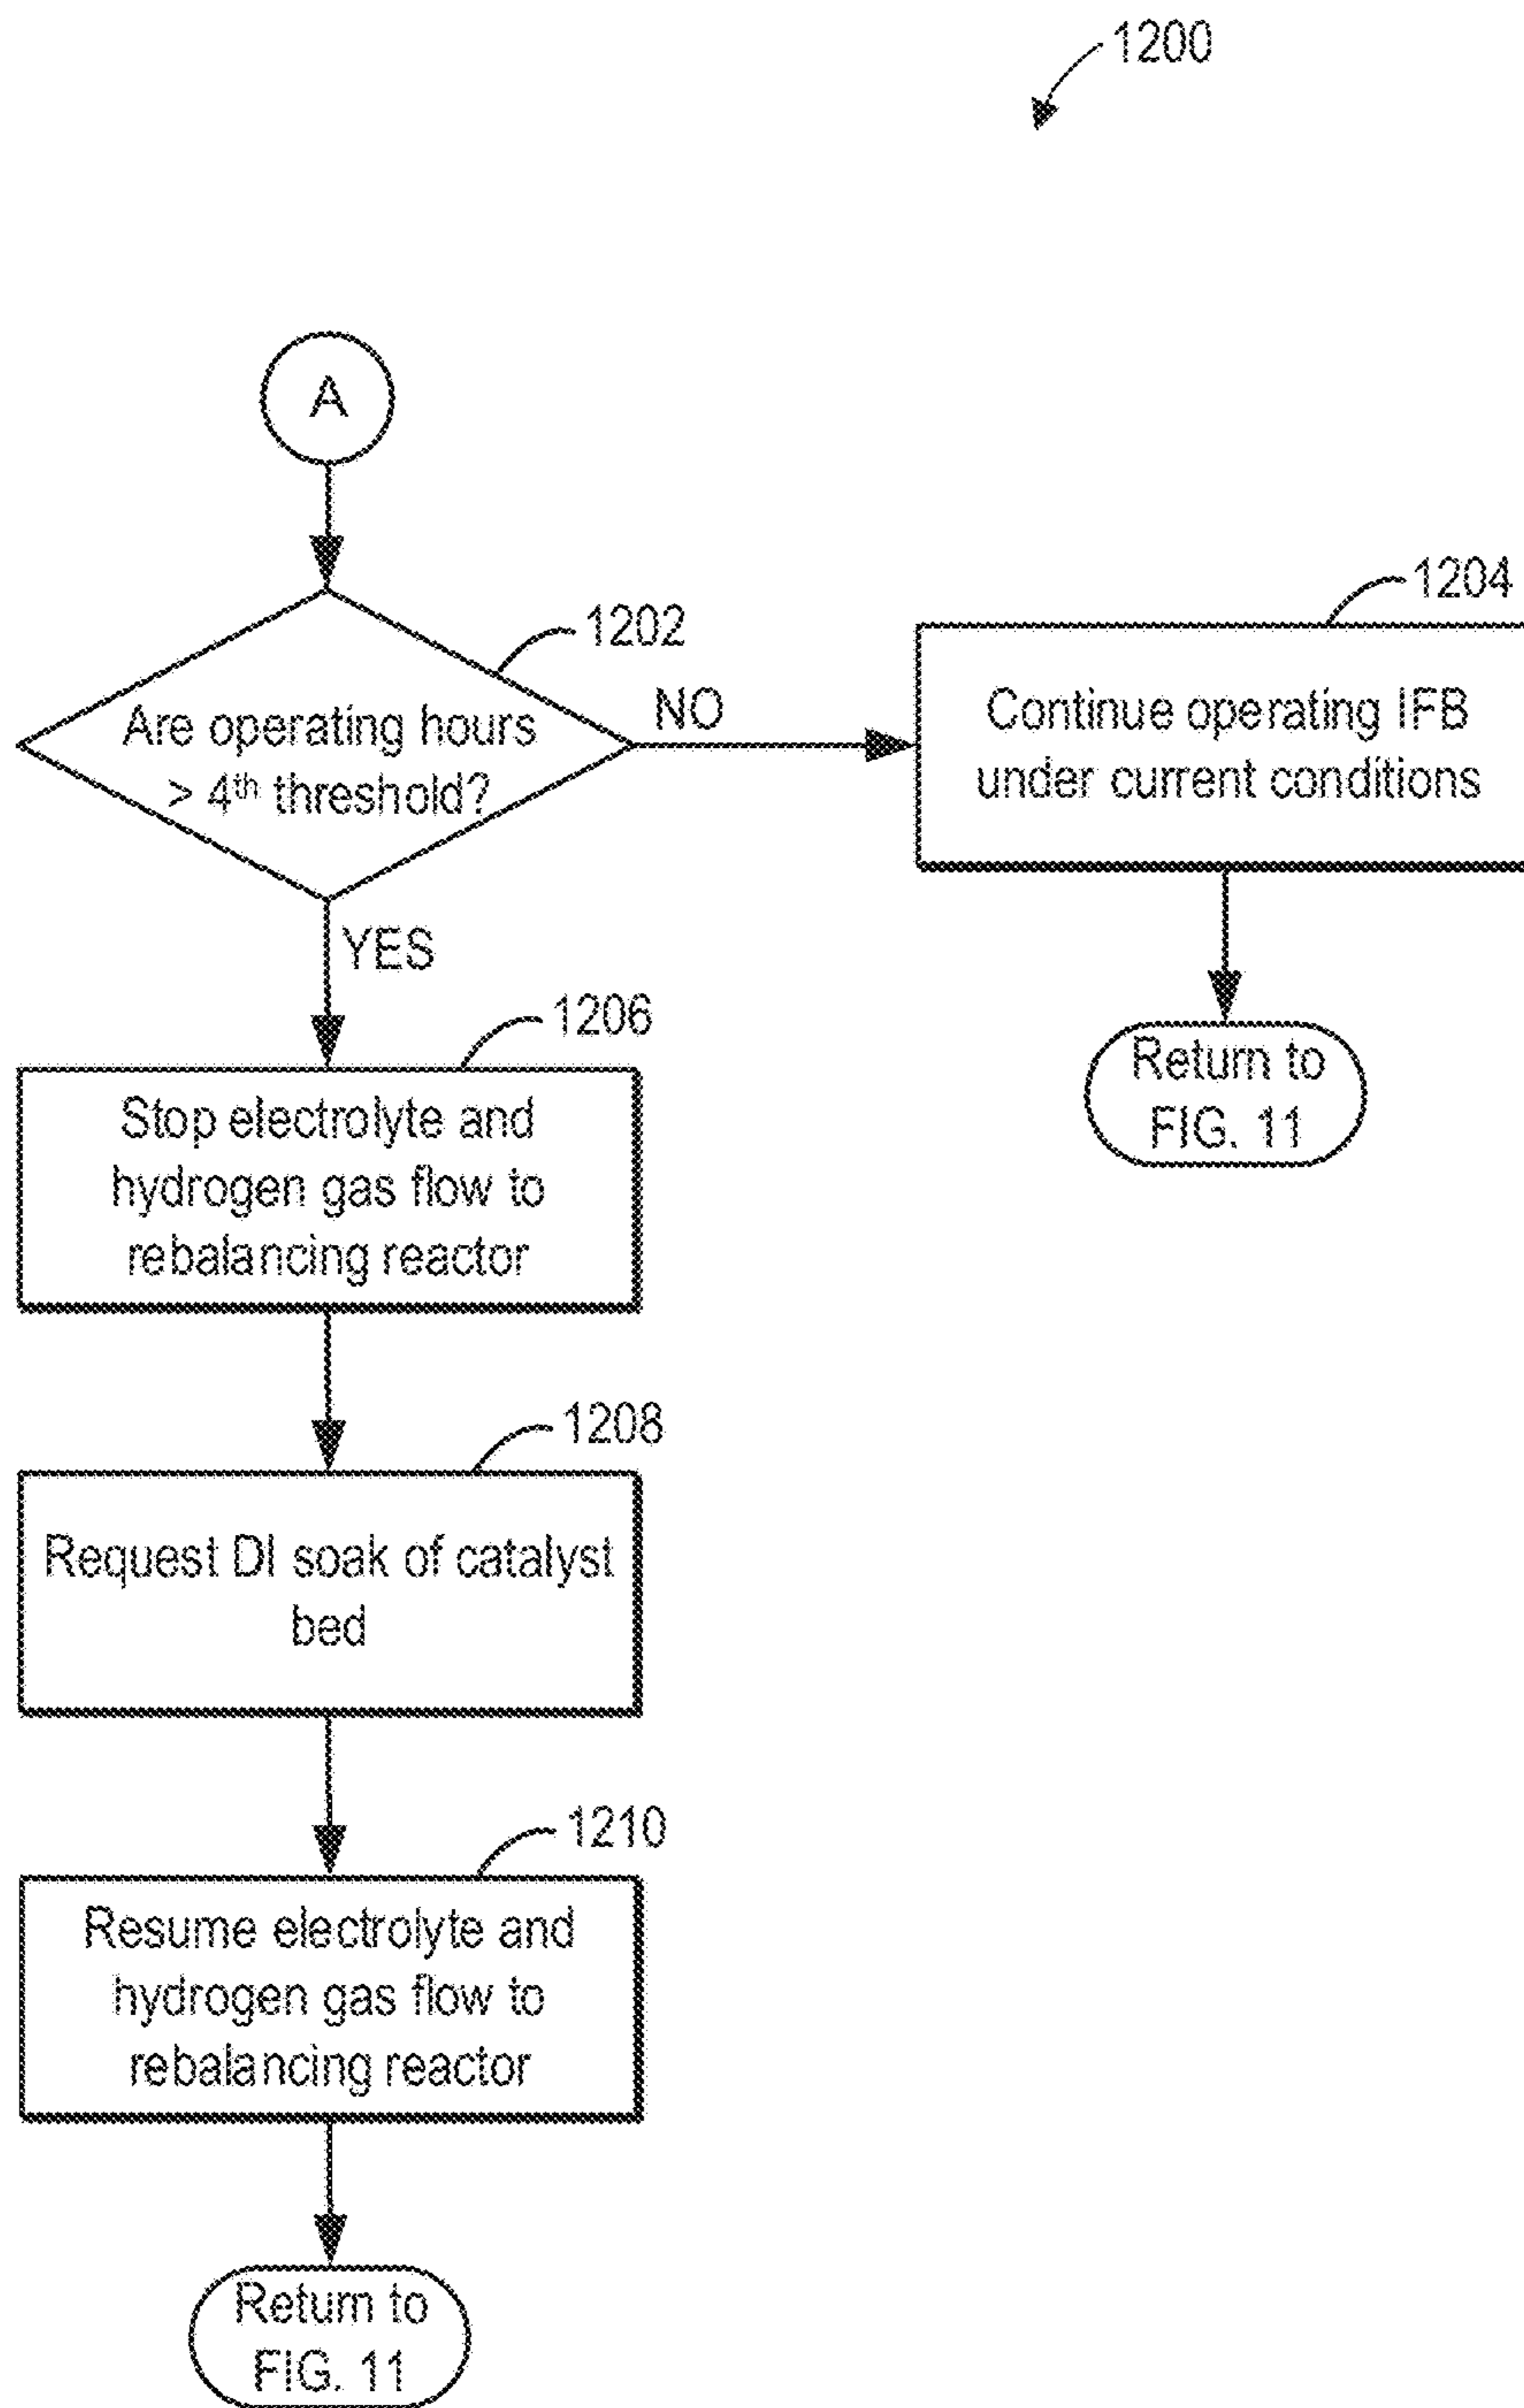 1200
A
1202
Are operating hours
> 4th threshold?
NO
1204
Continue operating IFB
under current conditions
YES
Return to
FIG. 11
1206
Stop electrolyte and
hydrogen gas flow to
rebalancing reactor
1208
Request DI soak of catalyst
bed
1210
Resume electrolyte and
hydrogen gas flow to
rebalancing reactor
Return to
FIG. 11